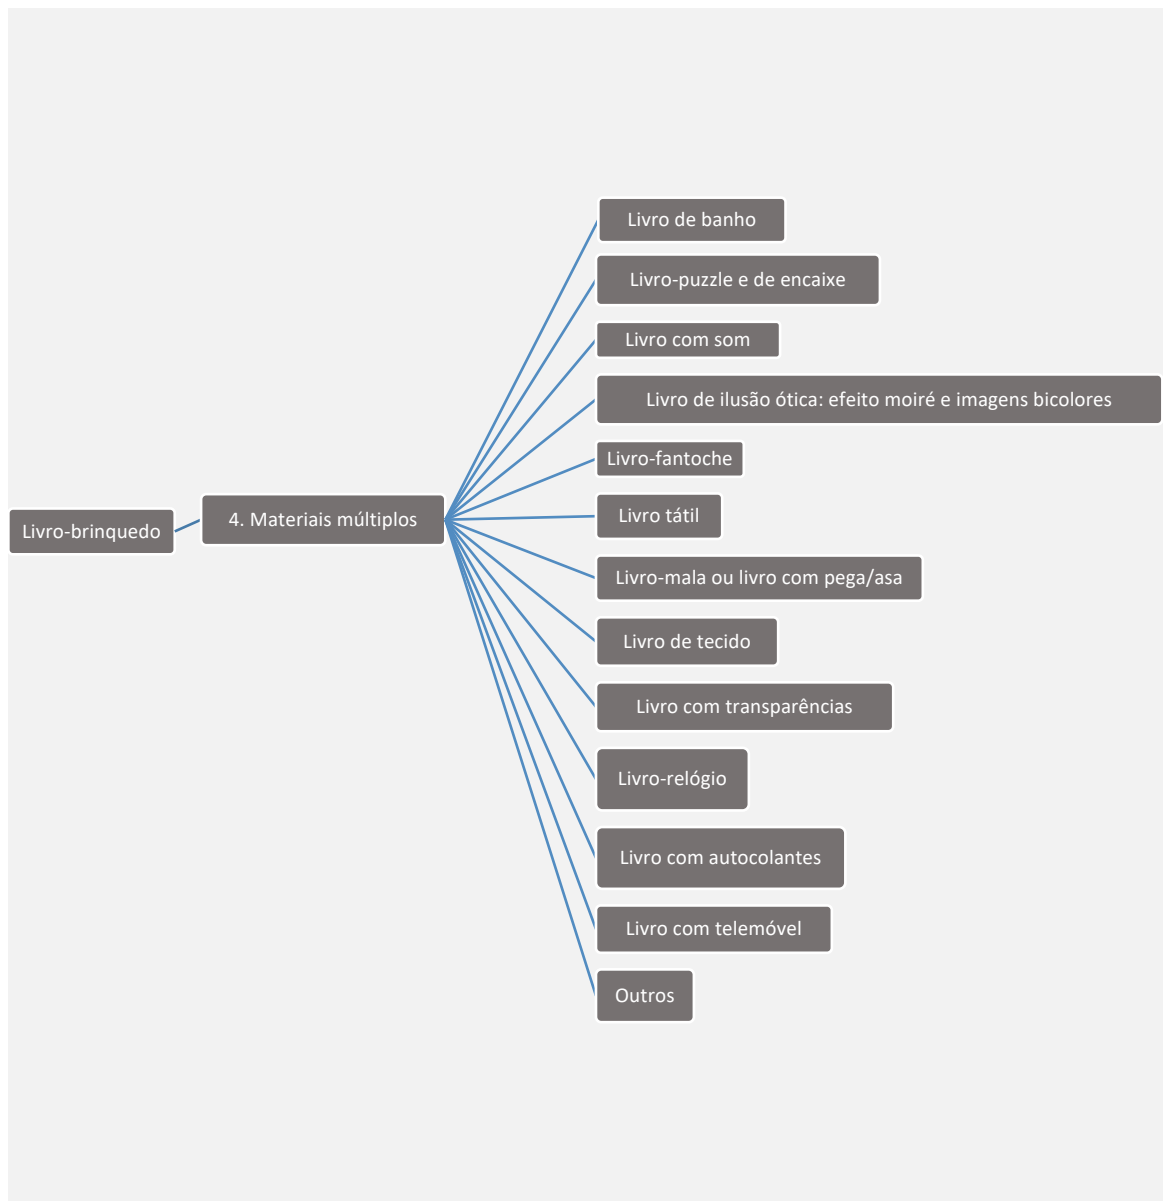 Livro-brinquedo
4. Materiais múltiplos
Livro de banho
Livro-puzzle e de encaixe
Livro com som
Livro de ilusão ótica: efeito moiré e imagens bicolores
Livro-fantoche
Livro tátil
Livro-mala ou livro com pega/asa
Livro de tecido
Livro com transparências
Livro-relógio
Livro com autocolantes
Livro com telemóvel
Outros